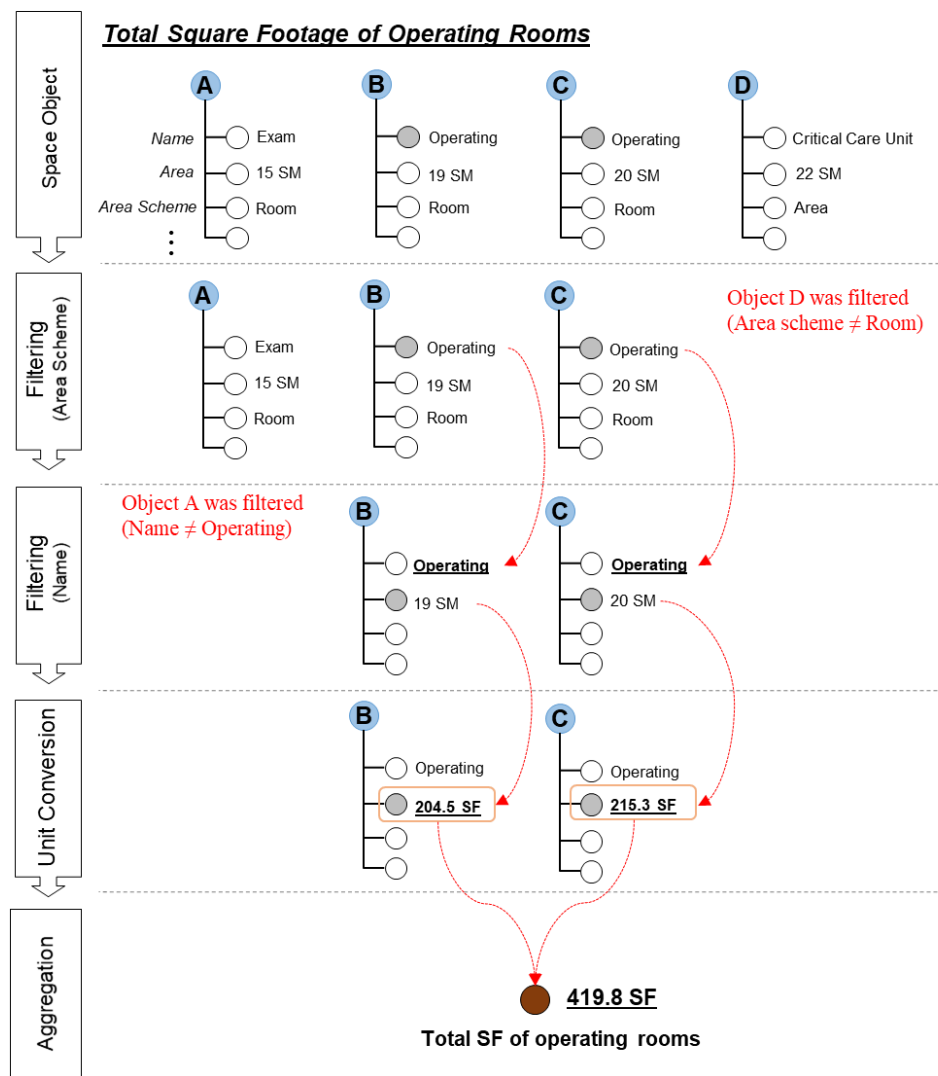 Total Square Footage of Operating Rooms
Space Object
A
B
C
D
Name
Exam
Operating
Operating
Critical Care Unit
Area
15 SM
19 SM
20 SM
22 SM
Area Scheme
Room
Room
Room
Area
Filtering
(Area Scheme)
A
B
C
Object D was filtered
(Area scheme ≠ Room)
Exam
Operating
Operating
15 SM
19 SM
20 SM
Room
Room
Room
Filtering
(Name)
Object A was filtered
(Name ≠ Operating)
B
C
Operating
Operating
19 SM
20 SM
Unit Conversion
B
C
Operating
Operating
204.5 SF
215.3 SF
Aggregation
419.8 SF
Total SF of operating rooms